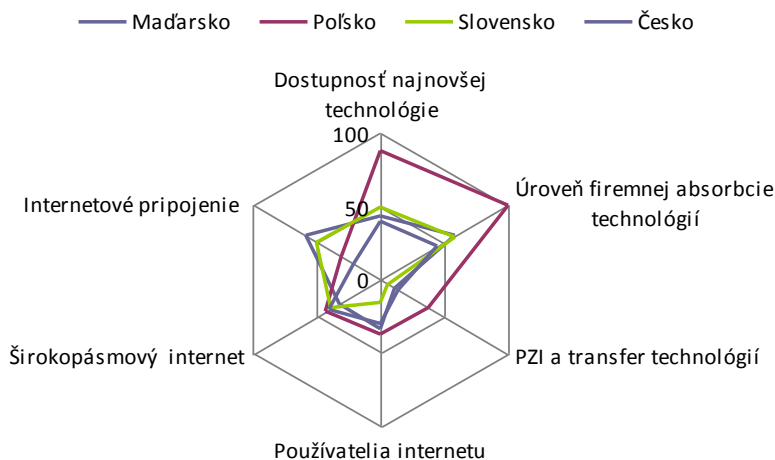 Maďarsko Poľsko Slovensko Česko
Dostupnosť najnovšej
technológie
100
Úroveň firemnej absorbcie
technológií
Internetové pripojenie
50
0
Širokopásmový internet
PZI a transfer technológií
Používatelia internetu